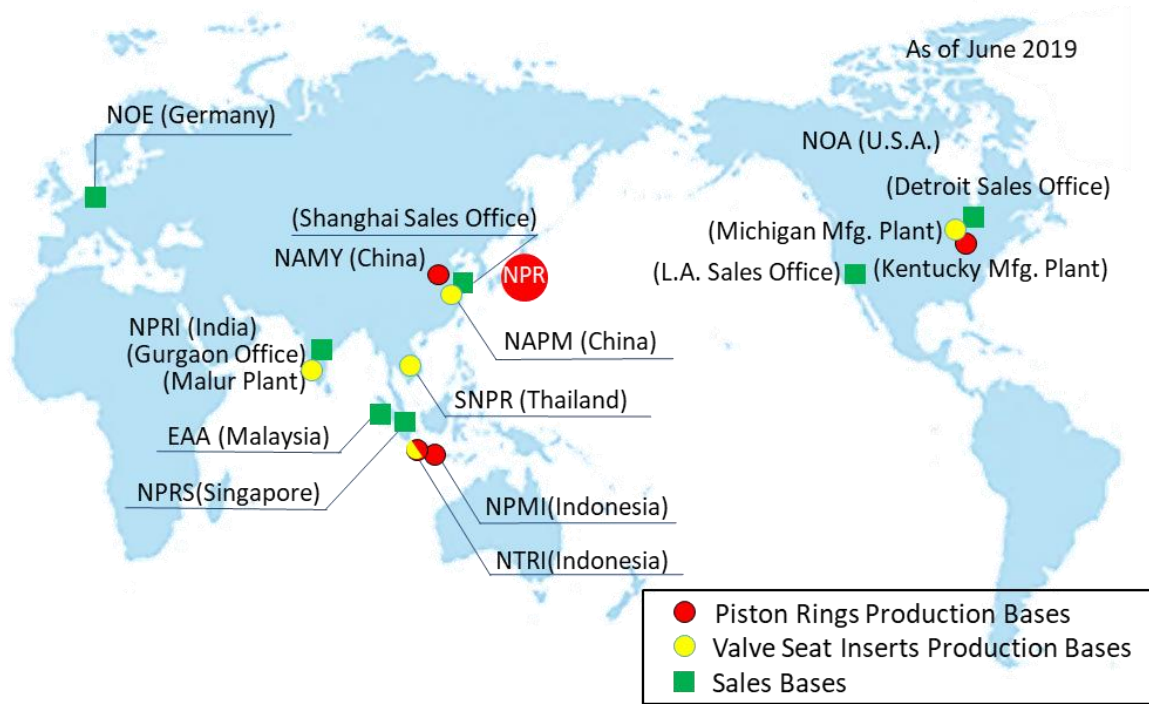 As of June 2019
NOE (Germany)
NOA (U.S.A.)
(Detroit Sales Office)
(Shanghai Sales Office)
(Michigan Mfg. Plant)
NAMY (China)
NPR
(L.A. Sales Office)
(Kentucky Mfg. Plant)
NPRI (India)
(Gurgaon Office)
(Malur Plant)
NAPM (China)
SNPR (Thailand)
EAA (Malaysia)
NPRS(Singapore)
NPMI(Indonesia)
NTRI(Indonesia)
Piston Rings Production Bases
Valve Seat Inserts Production Bases
Sales Bases